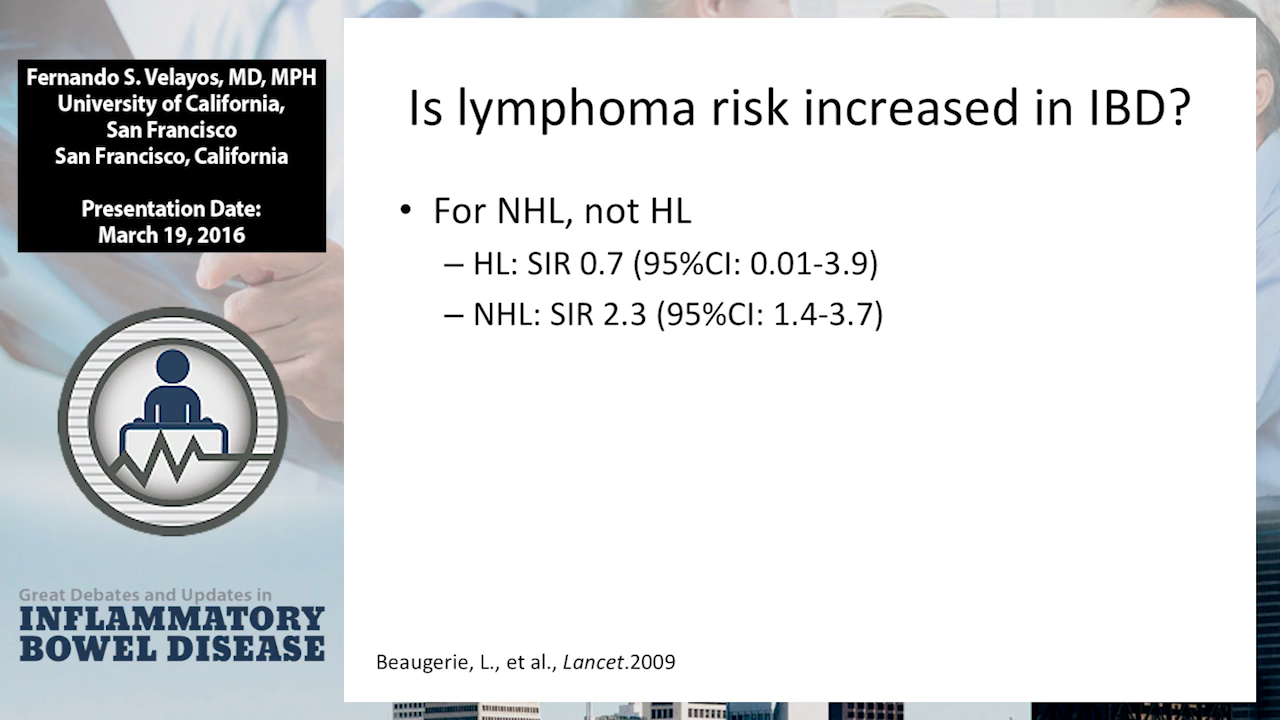 Fernando S. Velayos, MD, MPH
University of California,
San Francisco
San Francisco, California
Presentation Date:
March 19, 2016
Great Debates and Updates in
INFLAMMATORY
BOWEL DISEASE
Is lymphoma risk increased in IBD?
• For NHL, not HL
– HL: SIR 0.7 (95%CI: 0.01-3.9)
– NHL: SIR 2.3 (95%CI: 1.4-3.7)
Beaugerie, L., et al., Lancet.2009